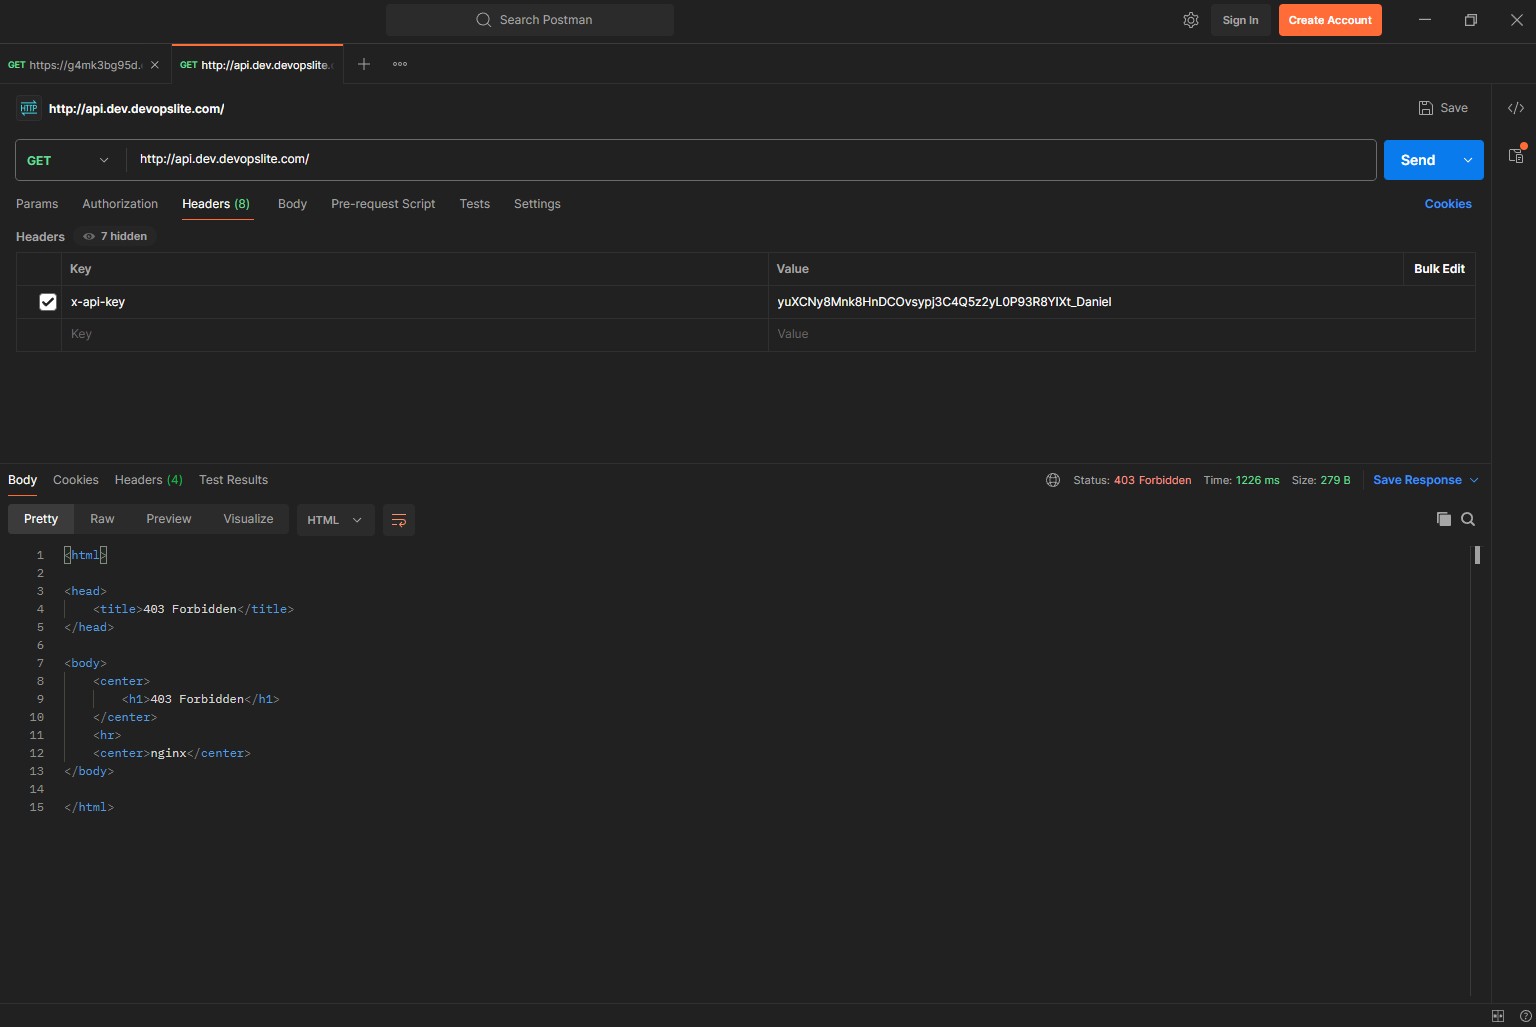 Search Postman
Sign In
Create Account
GET https://g4mk3bg95d.
GET http://api.dev.devopslite.
HTTP http://api.dev.devopslite.com/
Save
GET http://api.dev.devopslite.com/
Send
Params Authorization Headers (8) Body Pre-request Script Tests Settings Cookies
Headers 7 hidden
Key Value Bulk Edit
x-api-key yuXCNy8Mnk8HnDCOvsypj3C4Q5z2yL0P93R8YIXt_Daniel
Key Value
Body Cookies Headers (4) Test Results Status: 403 Forbidden Time: 1226 ms Size: 279 B Save Response
Pretty Raw Preview Visualize HTML
1 <html>
2
3 <head>
4 <title>403 Forbidden</title>
5 </head>
6
7 <body>
8 <center>
9 <h1>403 Forbidden</h1>
10 </center>
11 <hr>
12 <center>nginx</center>
13 </body>
14
15 </html>